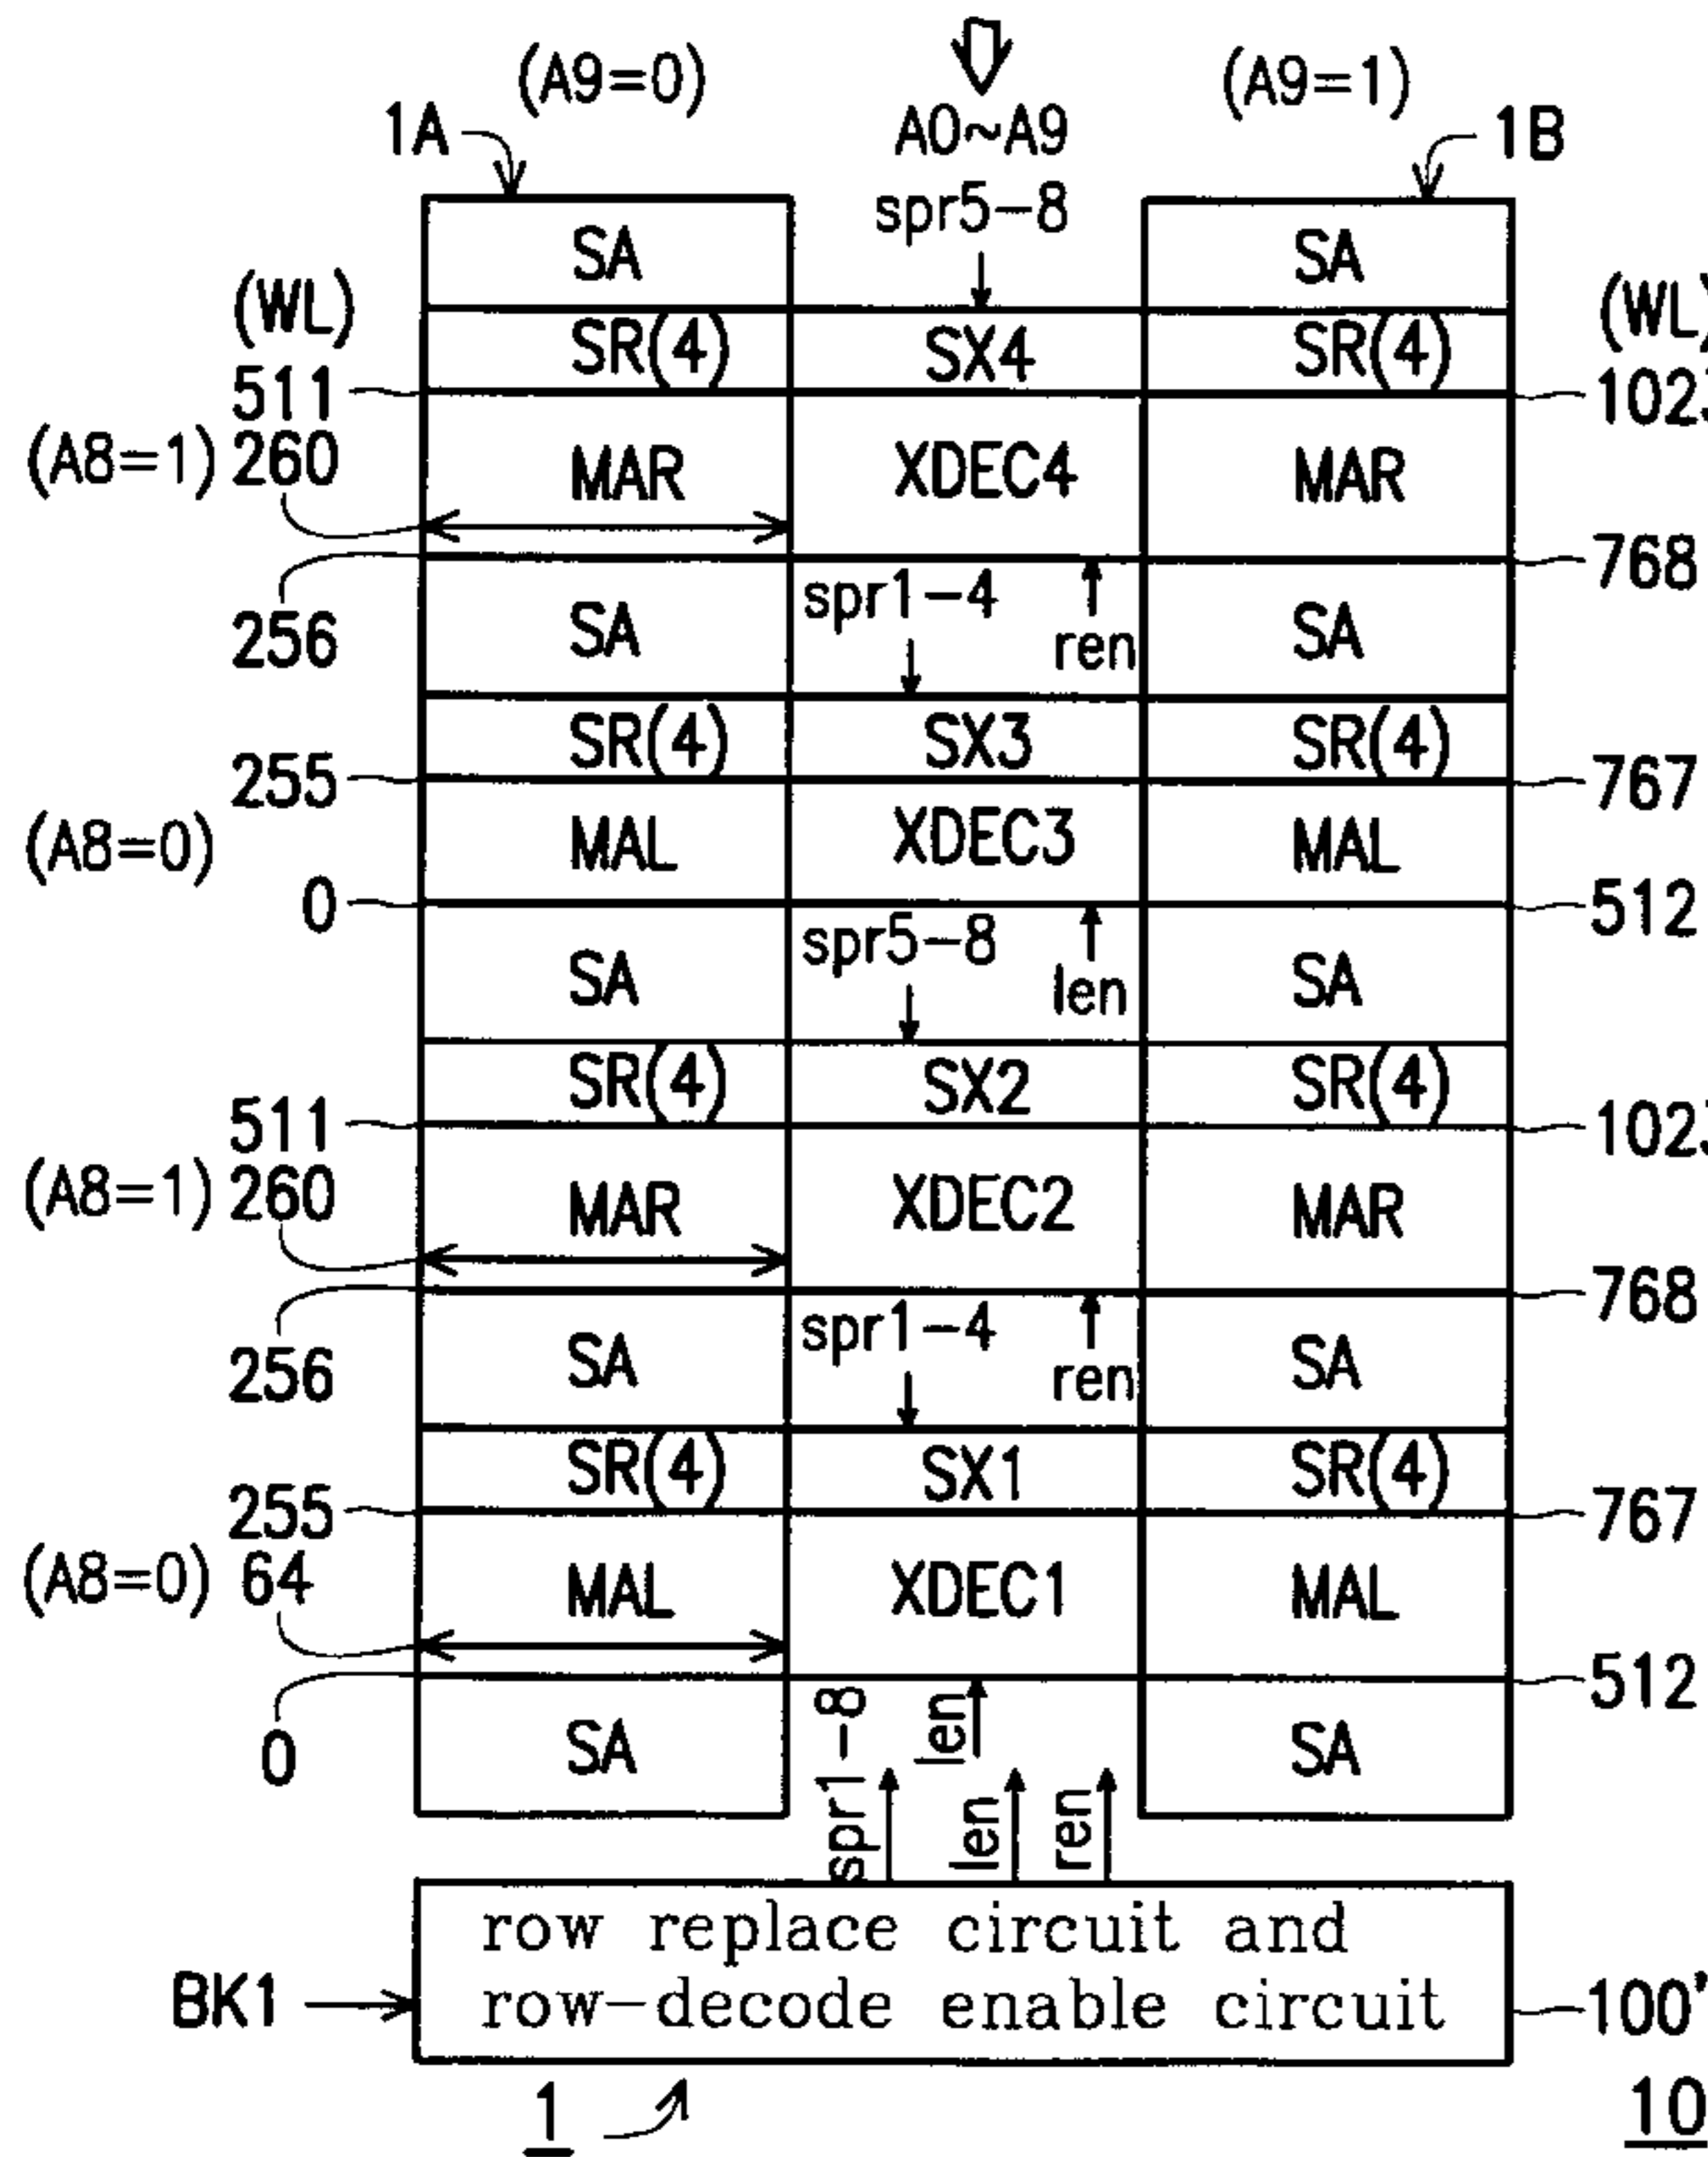 (A9=0)
(A9=1)
1A
A0~A9
1B
spr5-8
SA
SA
(WL)
(WL)
SR(4)
SX4
SR(4)
511
(A8=1) 260
MAR
XDEC4
MAR
768
spr1-4
256
SA
ren
SA
SR(4)
SX3
SR(4)
255
767
(A8=0)
MAL
XDEC3
MAL
0
512
spr5-8
SA
len
SA
SR(4)
SX2
SR(4)
511
(A8=1) 260
MAR
XDEC2
MAR
768
spr1-4
256
SA
ren
SA
SR(4)
SX1
SR(4)
255
767
(A8=0) 64
MAL
XDEC1
MAL
512
0
SA
len
SA
spr1-8
len
ren
row replace circuit and
row-decode enable circuit
BK1
100'
1
10